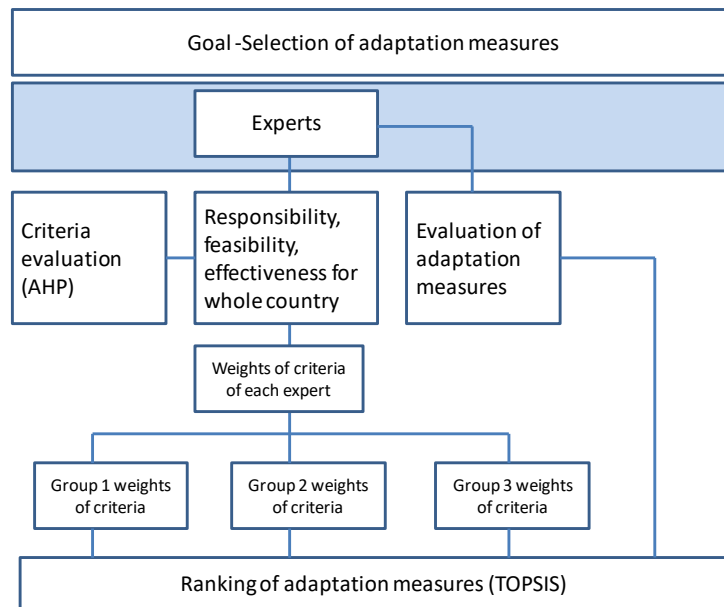 Goal -Selection of adaptation measures
Experts
Criteria
evaluation
(AHP)
Responsibility,
feasibility,
effectiveness for
whole country
Evaluation of
adaptation
measures
Weights of criteria
of each expert
Group 1 weights
of criteria
Group 2 weights
of criteria
Group 3 weights
of criteria
Ranking of adaptation measures (TOPSIS)